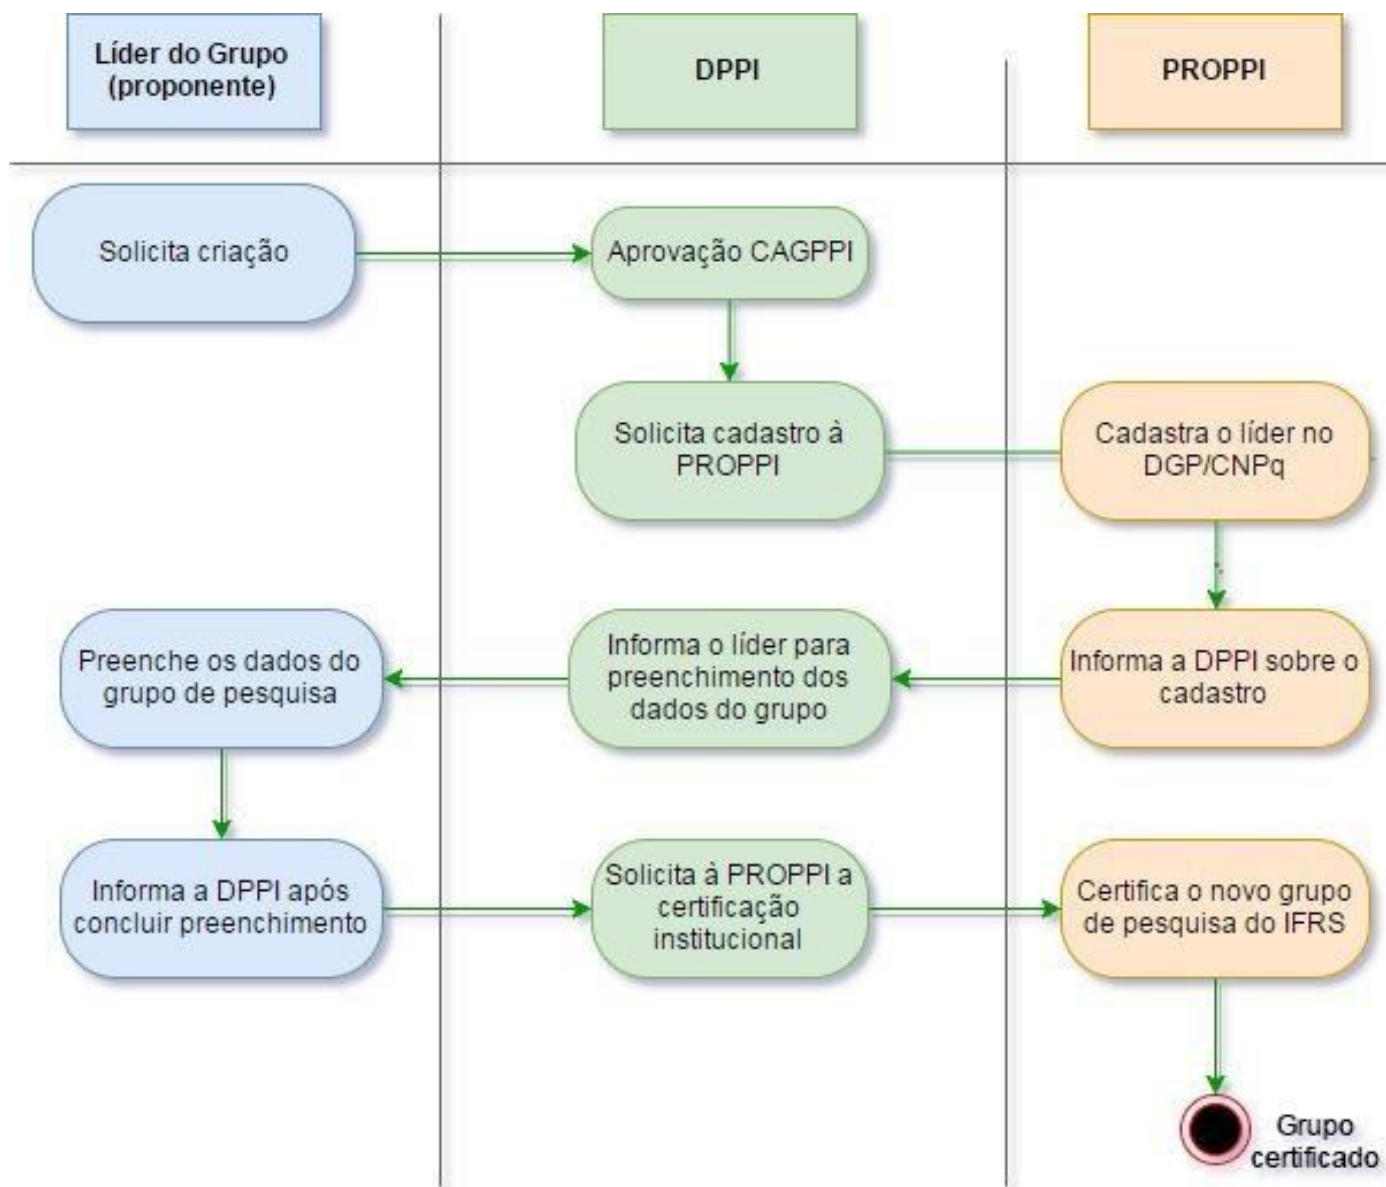 Líder do Grupo
(proponente)
DPPI
PROPPI
Solicita criação
Aprovação CAGPPI
Solicita cadastro à
PROPPI
Cadastra o líder no
DGP/CNPq
Preenche os dados do
grupo de pesquisa
Informa o líder para
preenchimento dos
dados do grupo
Informa a DPPI sobre o
cadastro
Informa a DPPI após
concluir preenchimento
Solicita à PROPPI a
certificação
institucional
Certifica o novo grupo
de pesquisa do IFRS
Grupo
certificado